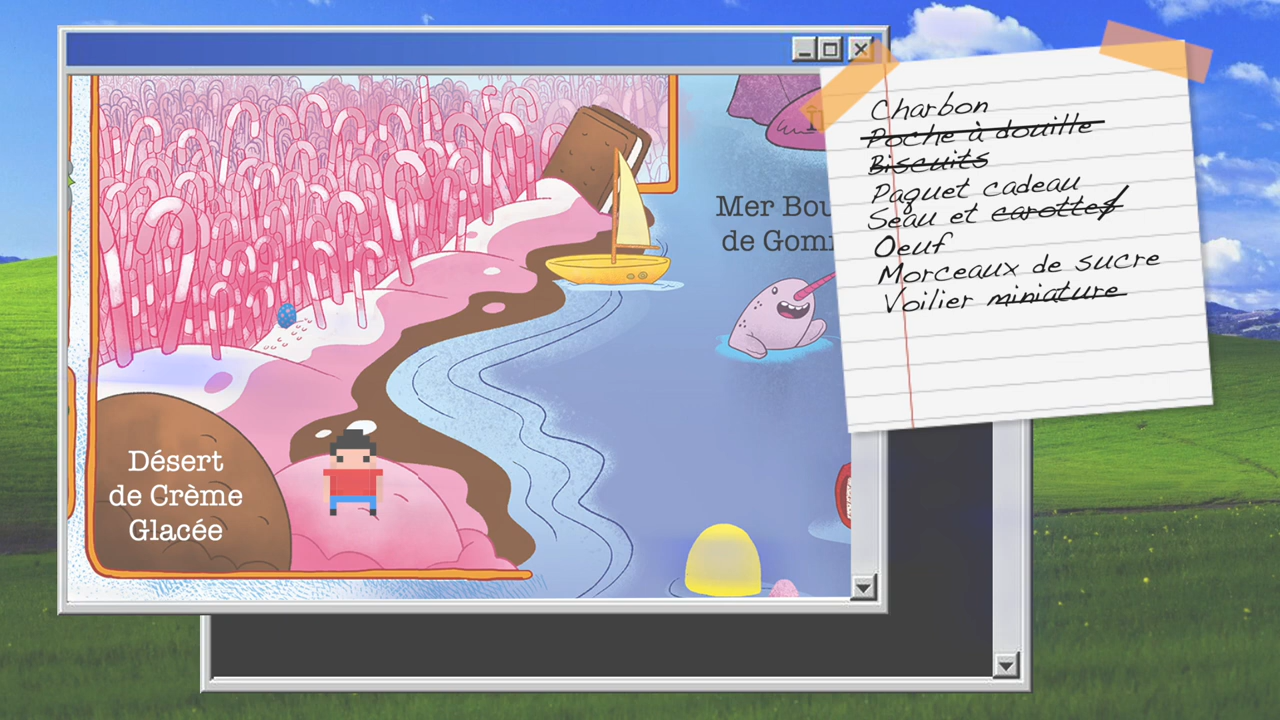 Mer Bou
de Gom
Désert
de Crème
Glacée
Charbon
Poche à douille
Biscuits
Paquet cadeau
Seau et carottes
Oeuf
Morceaux de sucre
Voilier miniature